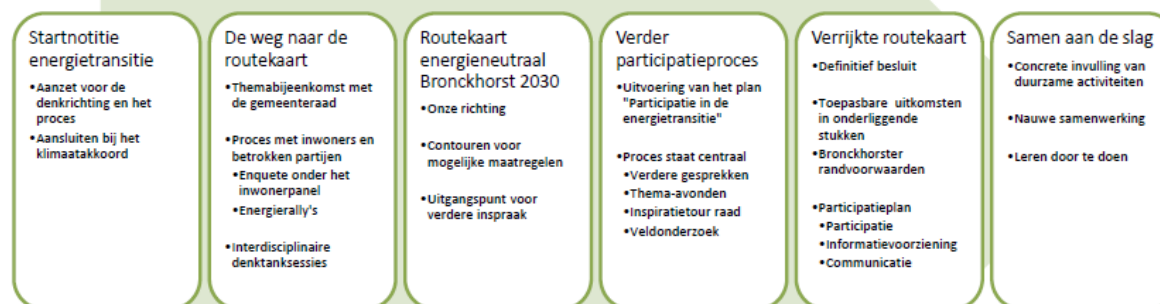 Startnotitie
energietransitie
•Aanzet voor de
denkrichting en het
proces
•Aansluiten bij het
klimaatakkoord
De weg naar de
routekaart
•Themabijeenkomst met
de gemeenteraad
•Proces met inwoners en
betrokken partijen
•Enquete onder het
inwonerpanel
•Energierally's
•Interdisciplinaire
denktanksessies
Routekaart
energieneutraal
Bronckhorst 2030
•Onze richting
•Contouren voor
mogelijke maatregelen
•Uitgangspunt voor
verdere inspraak
Verder
participatieproces
•Uitvoering van het plan
"Participatie in de
energietransitie"
•Proces staat centraal
•Verdere gesprekken
•Thema-avonden
•Inspiratietour raad
•Veldonderzoek
Verrijkte routekaart
•Definitief besluit
•Toepasbare uitkomsten
in onderliggende
stukken
•Bronckhorster
randvoorwaarden
•Participatieplan
•Participatie
•Informatievoorziening
•Communicatie
Samen aan de slag
•Concrete invulling van
duurzame activiteiten
•Nauwe samenwerking
•Leren door te doen